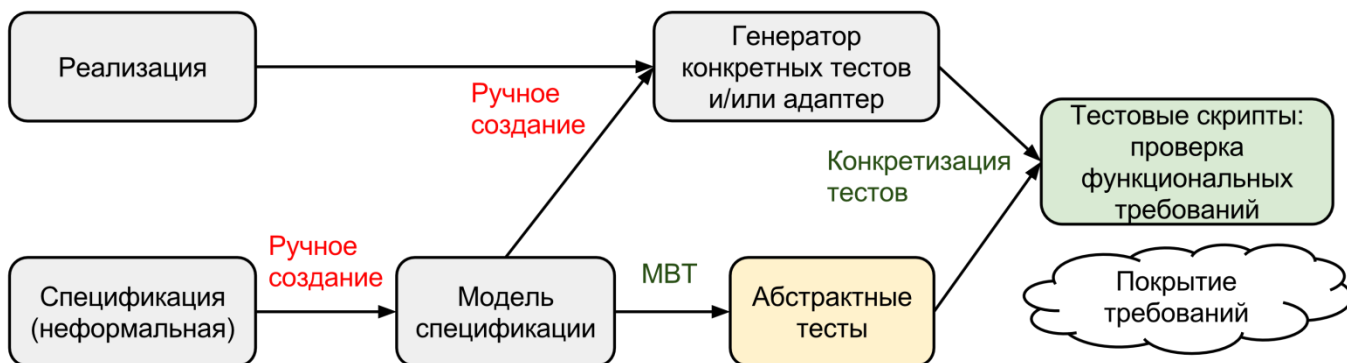 Реализация
Ручное
создание
Генератор
конкретных тестов
и/или адаптер
Конкретизация
тестов
Тестовые скрипты:
проверка
функциональных
требований
Спецификация
(неформальная)
Ручное
создание
Модель
спецификации
МВТ
Абстрактные
тесты
Покрытие
требований